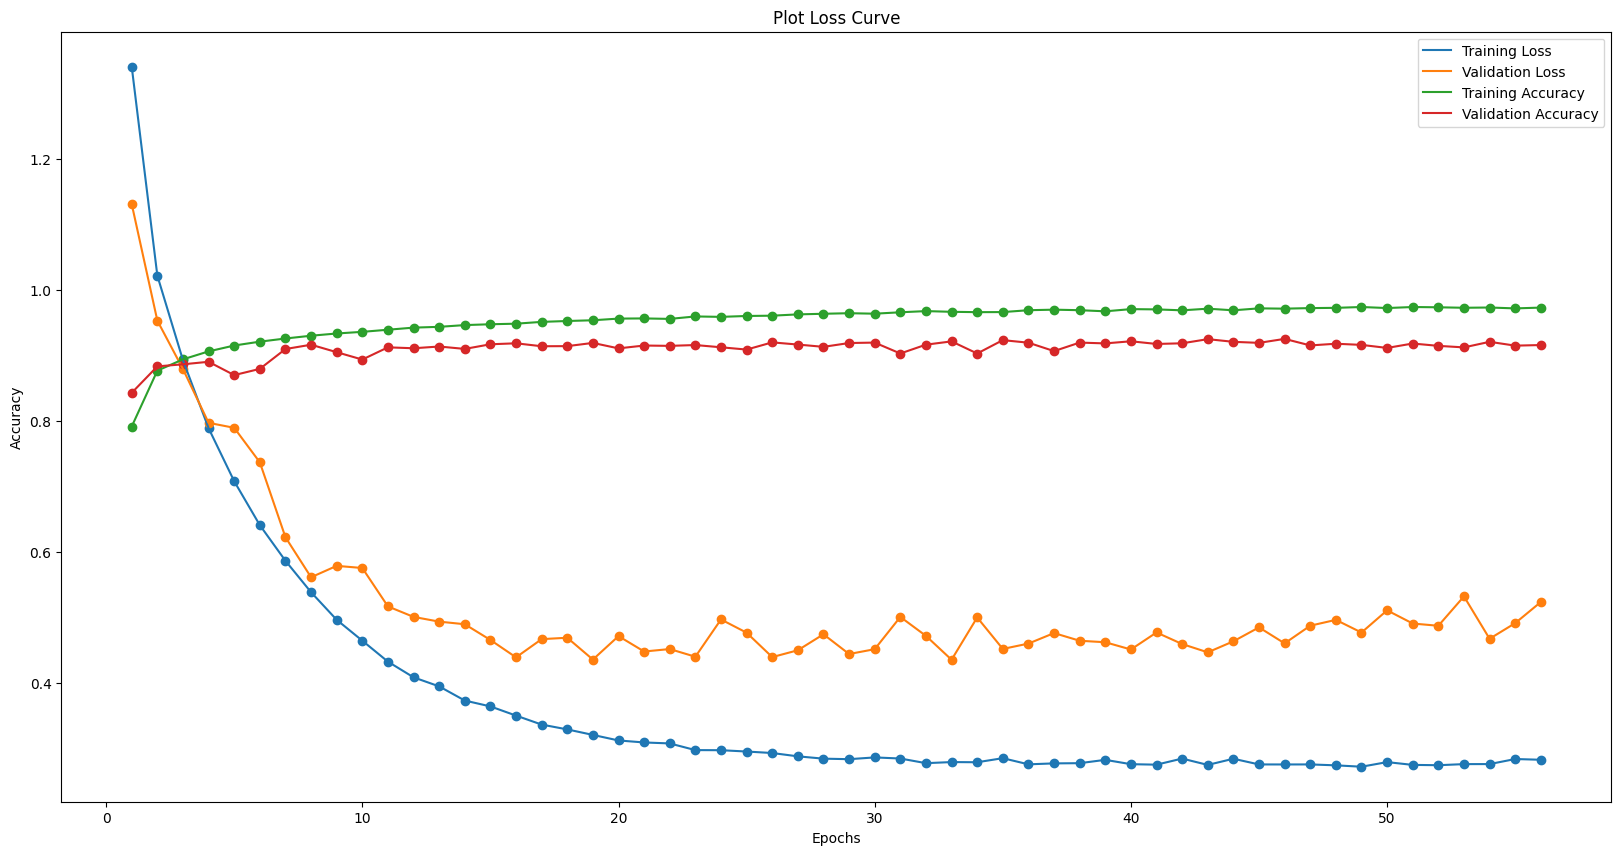 Plot Loss Curve
Training Loss
Validation Loss
Training Accuracy
Validation Accuracy
1.2
1.0
0.8
0.6
0.4
Accuracy
0
10
20
30
40
50
Epochs